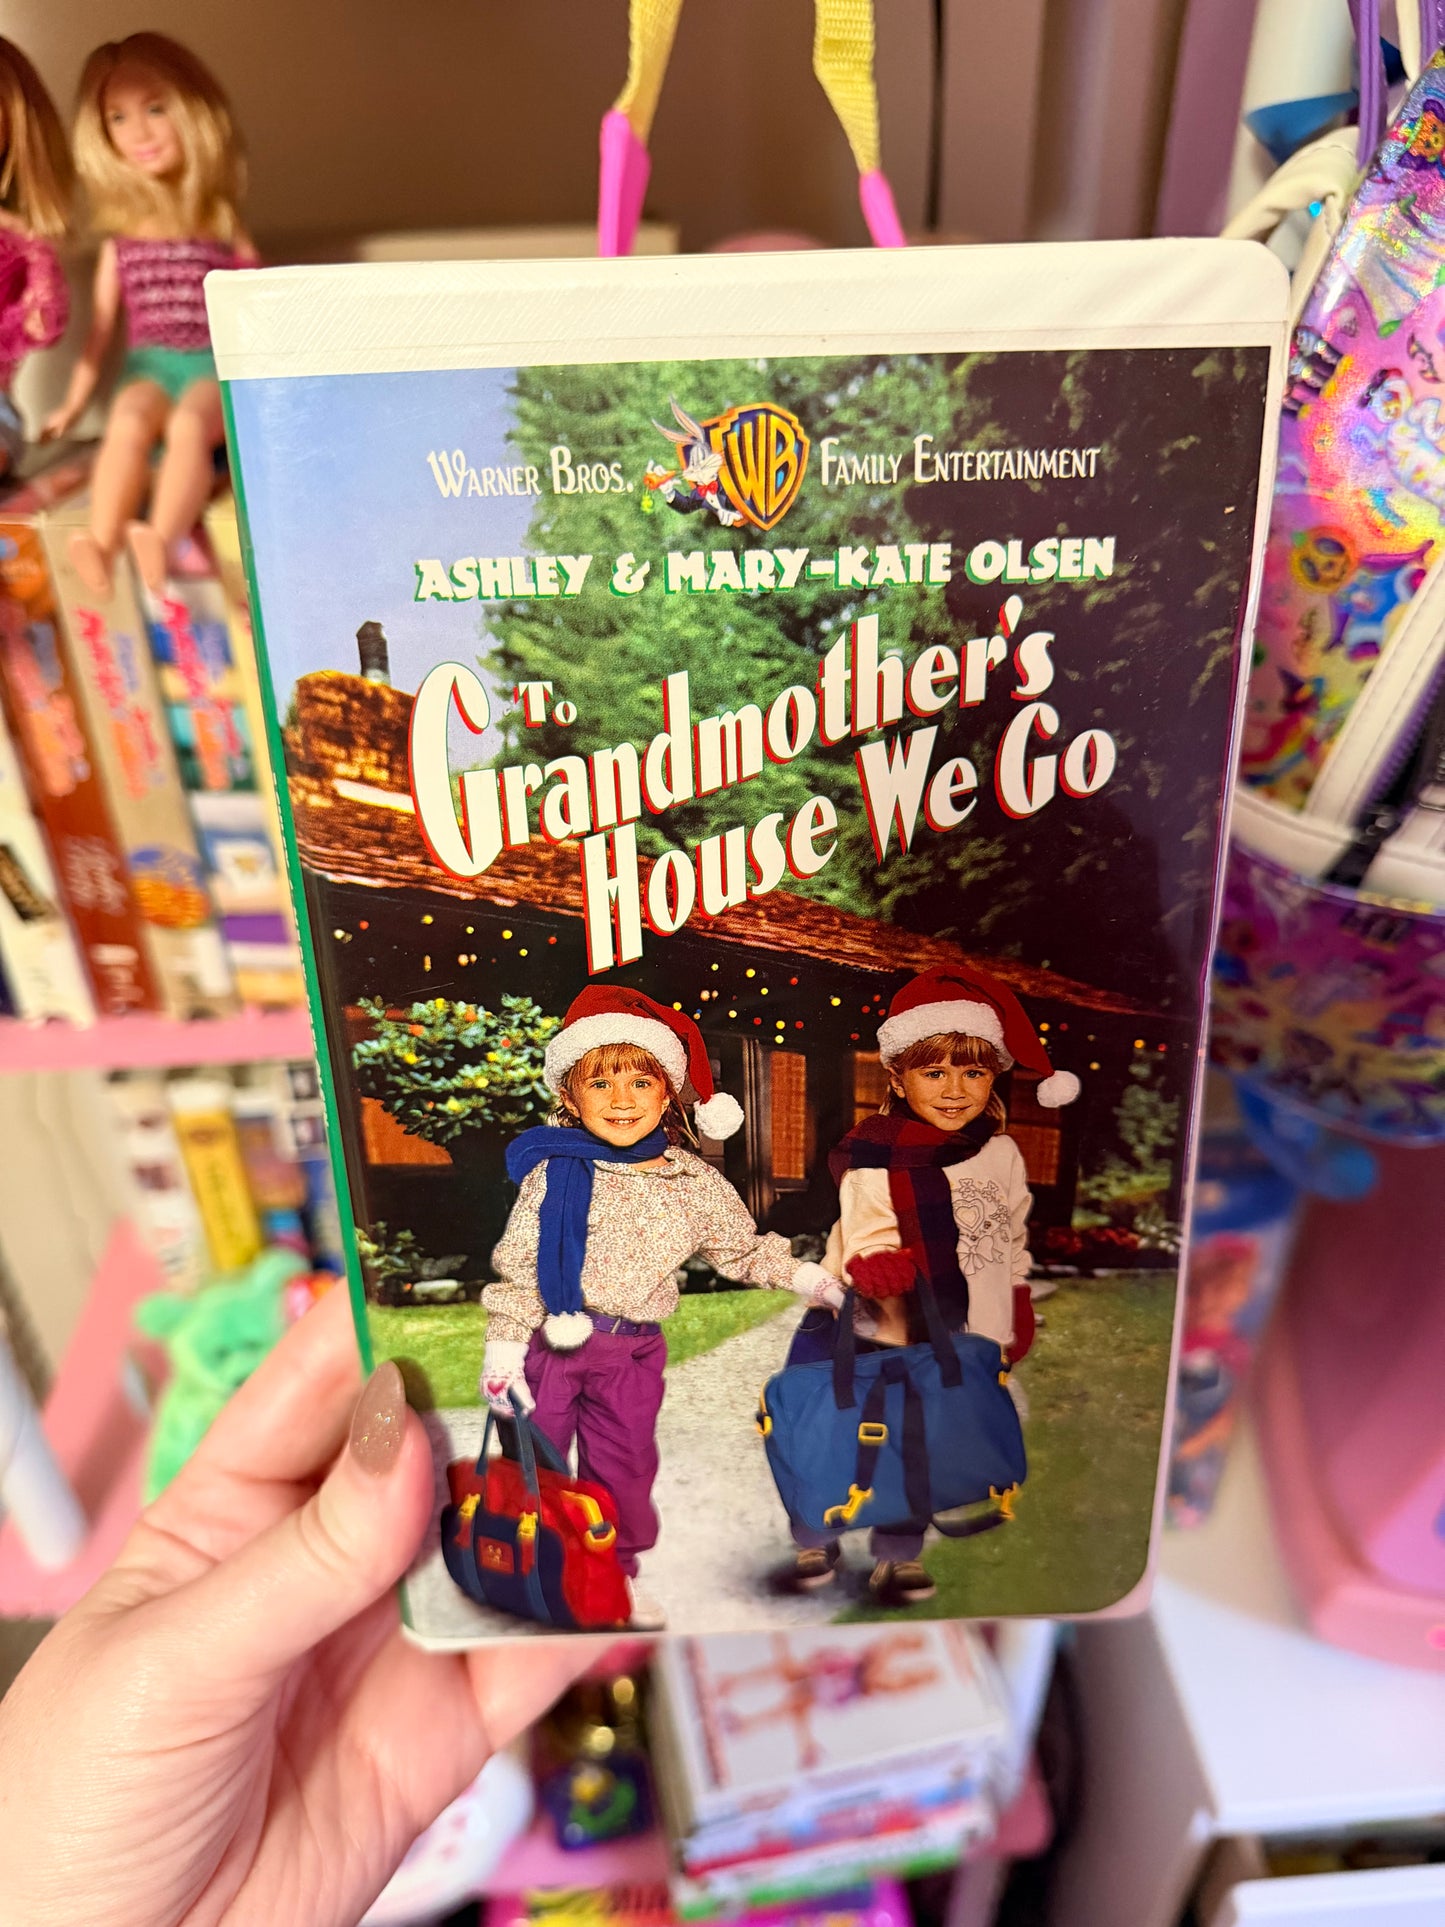 WARNER BROS. WB FAMILY ENTERTAINMENT
ASHLEY & MARY-KATE OLSEN
TO
Grandmother's
House We Go